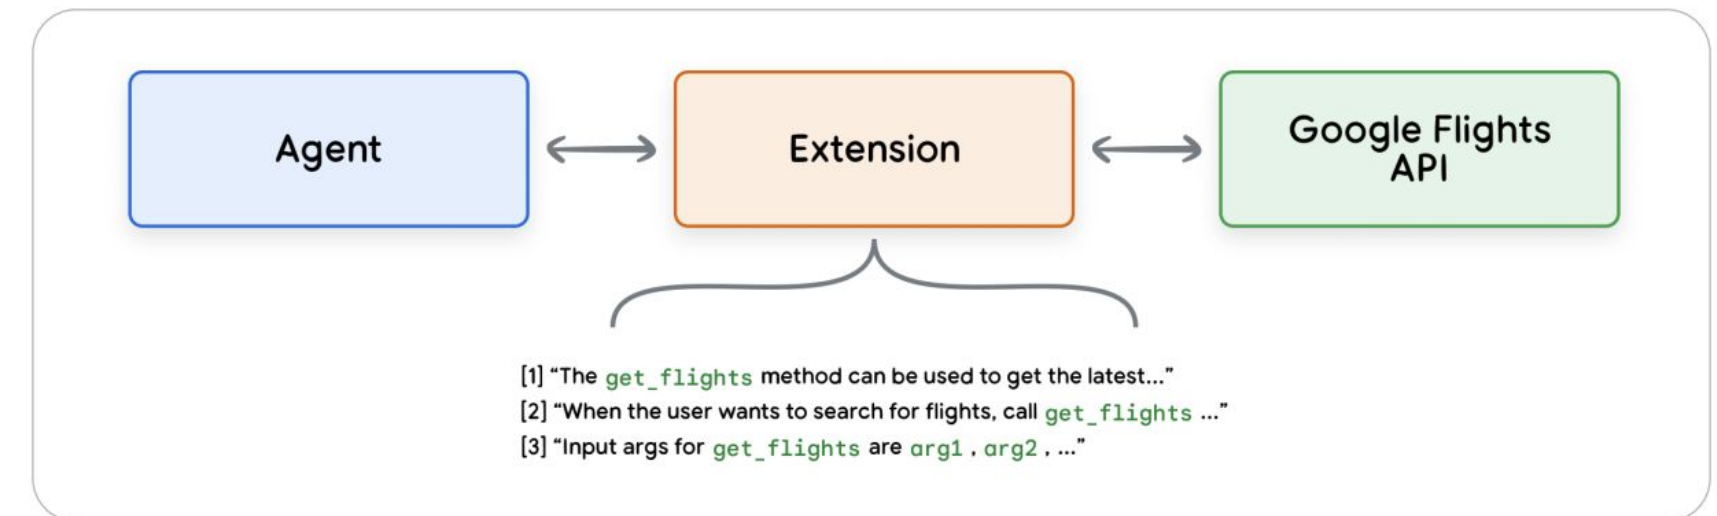 Agent
Extension
Google Flights
API
[1] “The get_flights method can be used to get the latest...”
[2] “When the user wants to search for flights, call get_flights ...”
[3] “Input args for get_flights are arg1 , arg2 , ...”